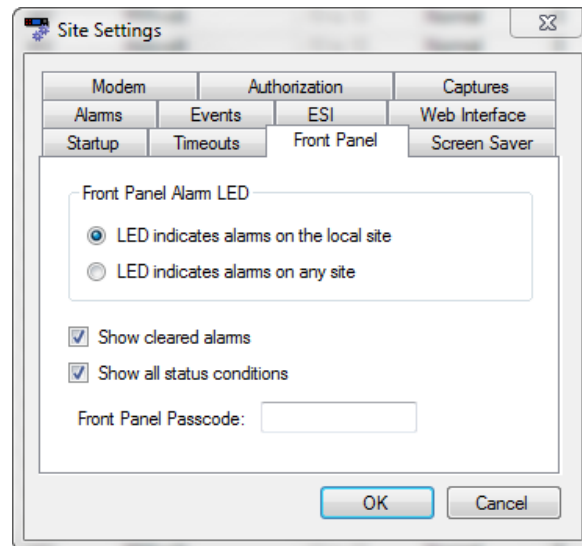 Site Settings
Modem Authorization Captures
Alarms Events ESI Web Interface
Startup Timeouts Front Panel Screen Saver
Front Panel Alarm LED
LED indicates alarms on the local site
LED indicates alarms on any site
Show cleared alarms
Show all status conditions
Front Panel Passcode:
OK Cancel